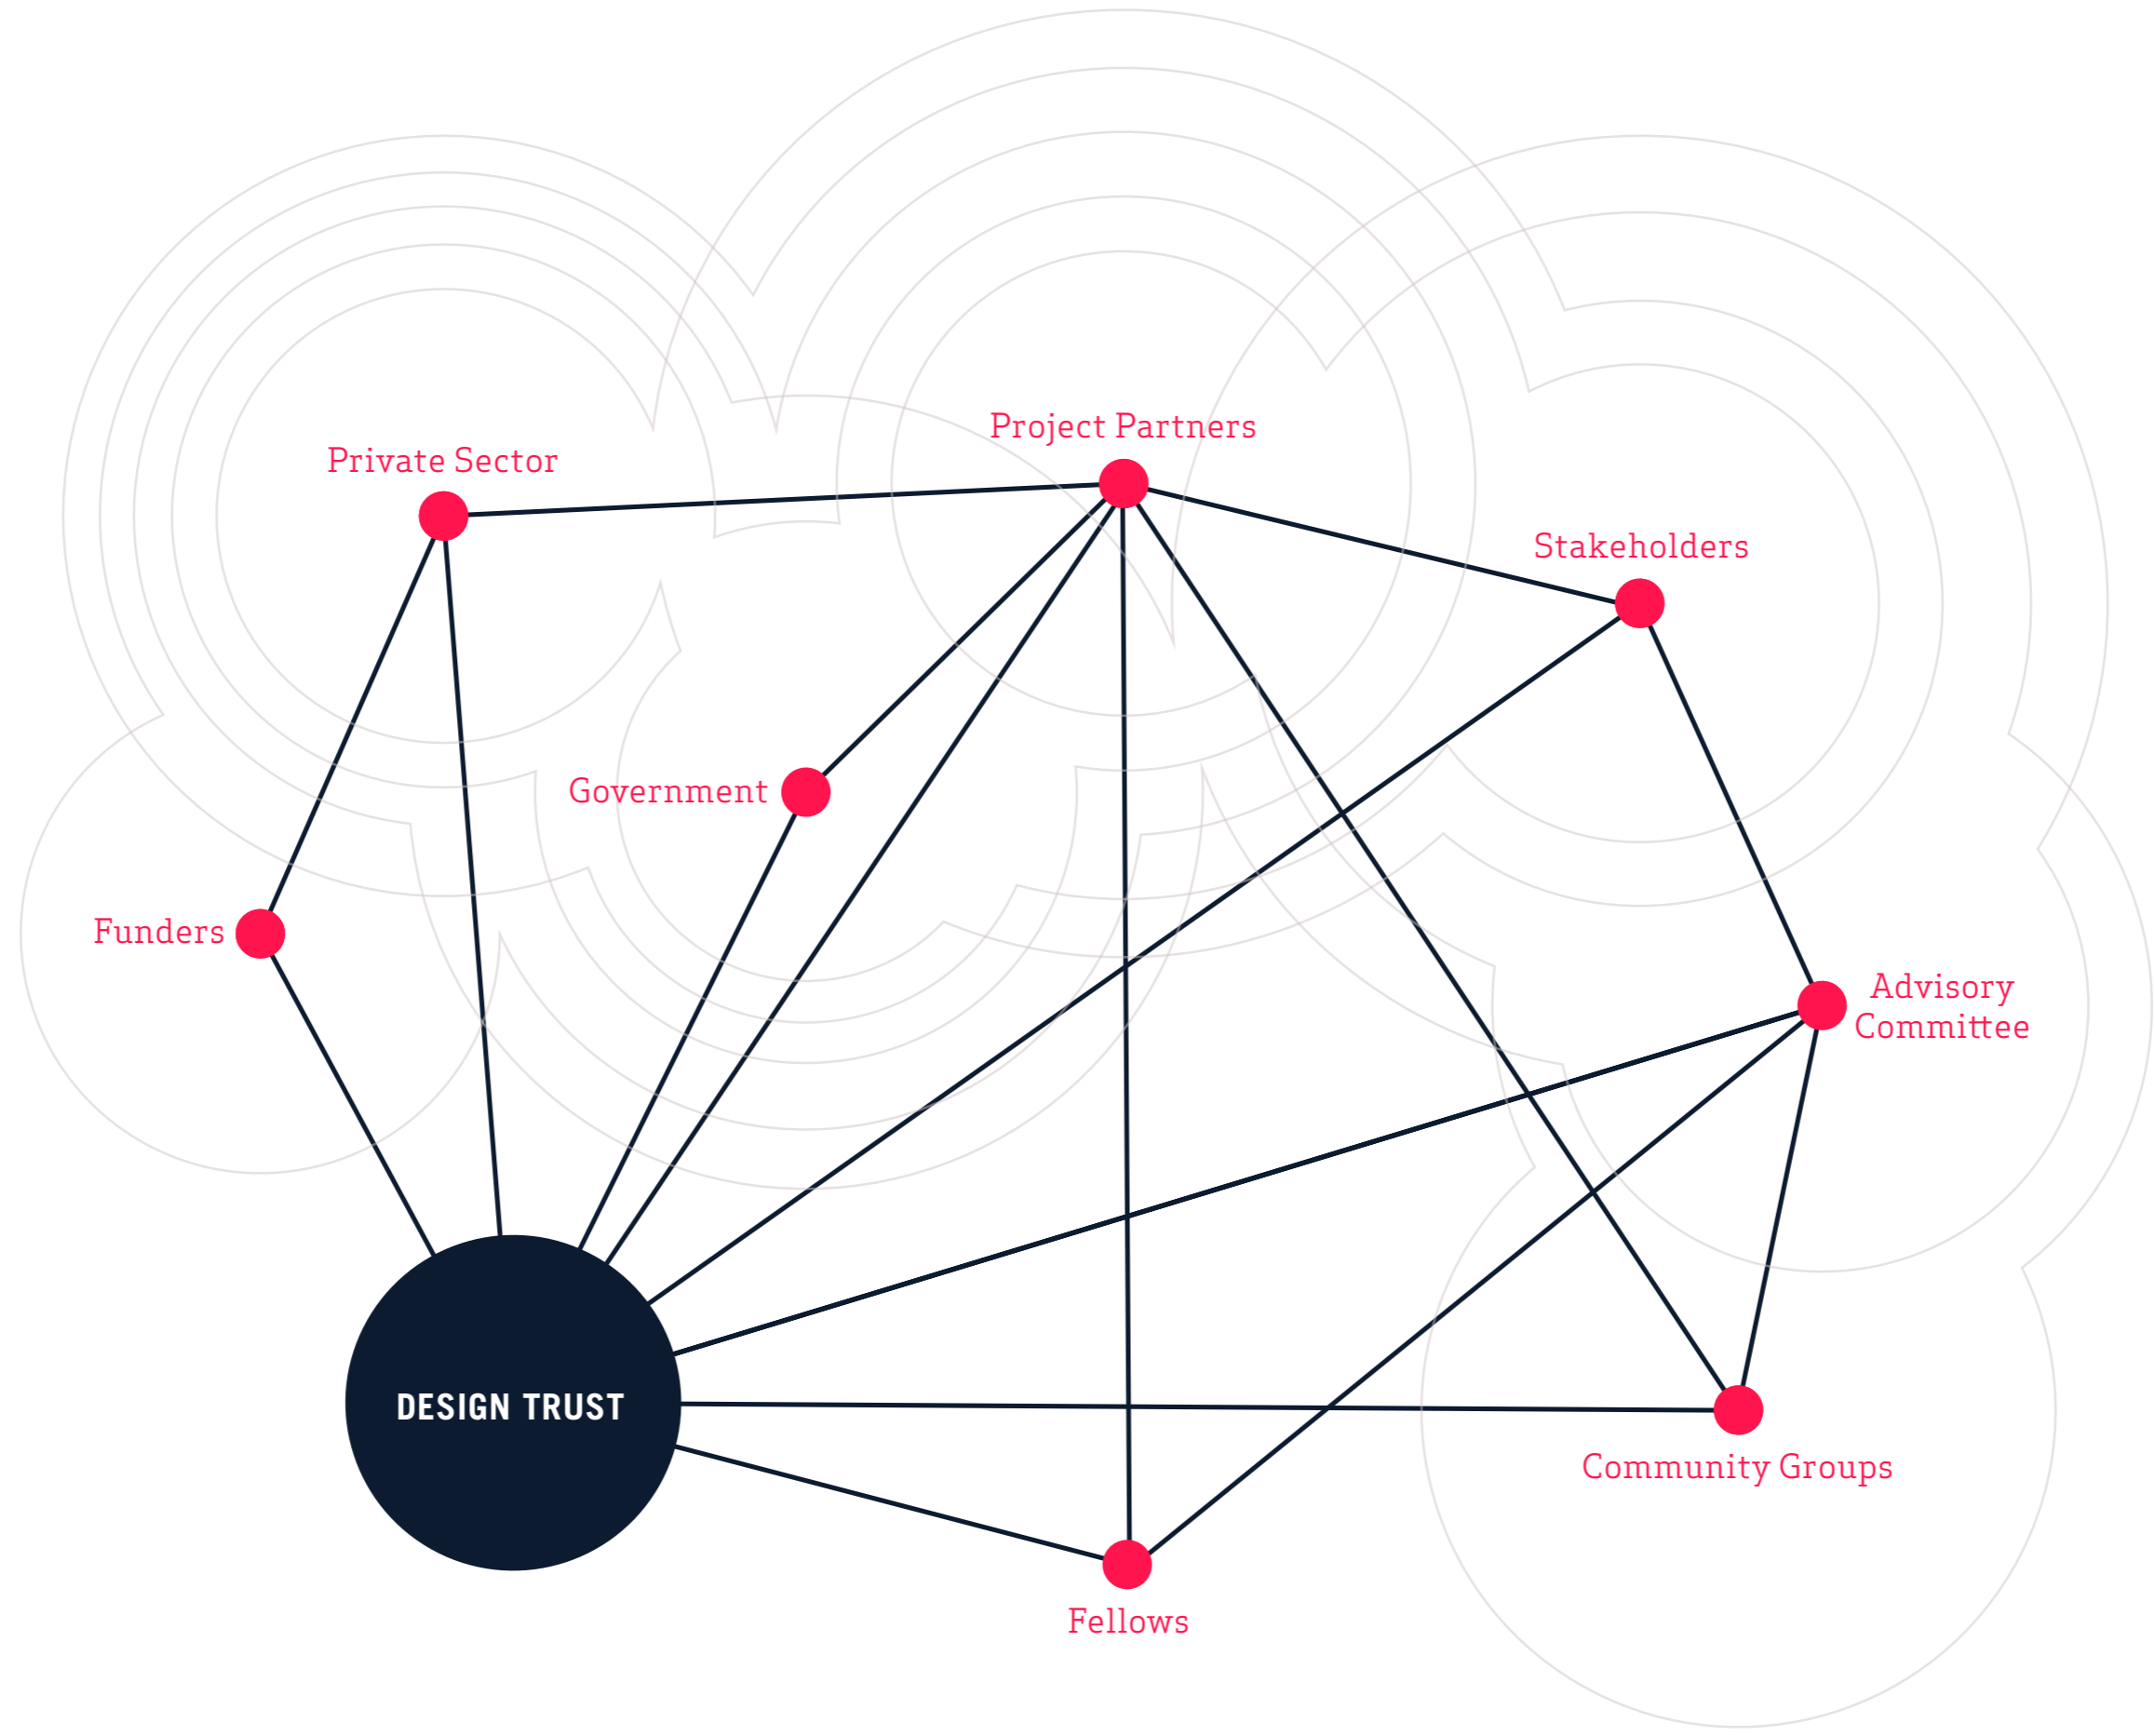 Project Partners
Private Sector
Stakeholders
Government
Funders
Advisory
Committee
DESIGN TRUST
Community Groups
Fellows